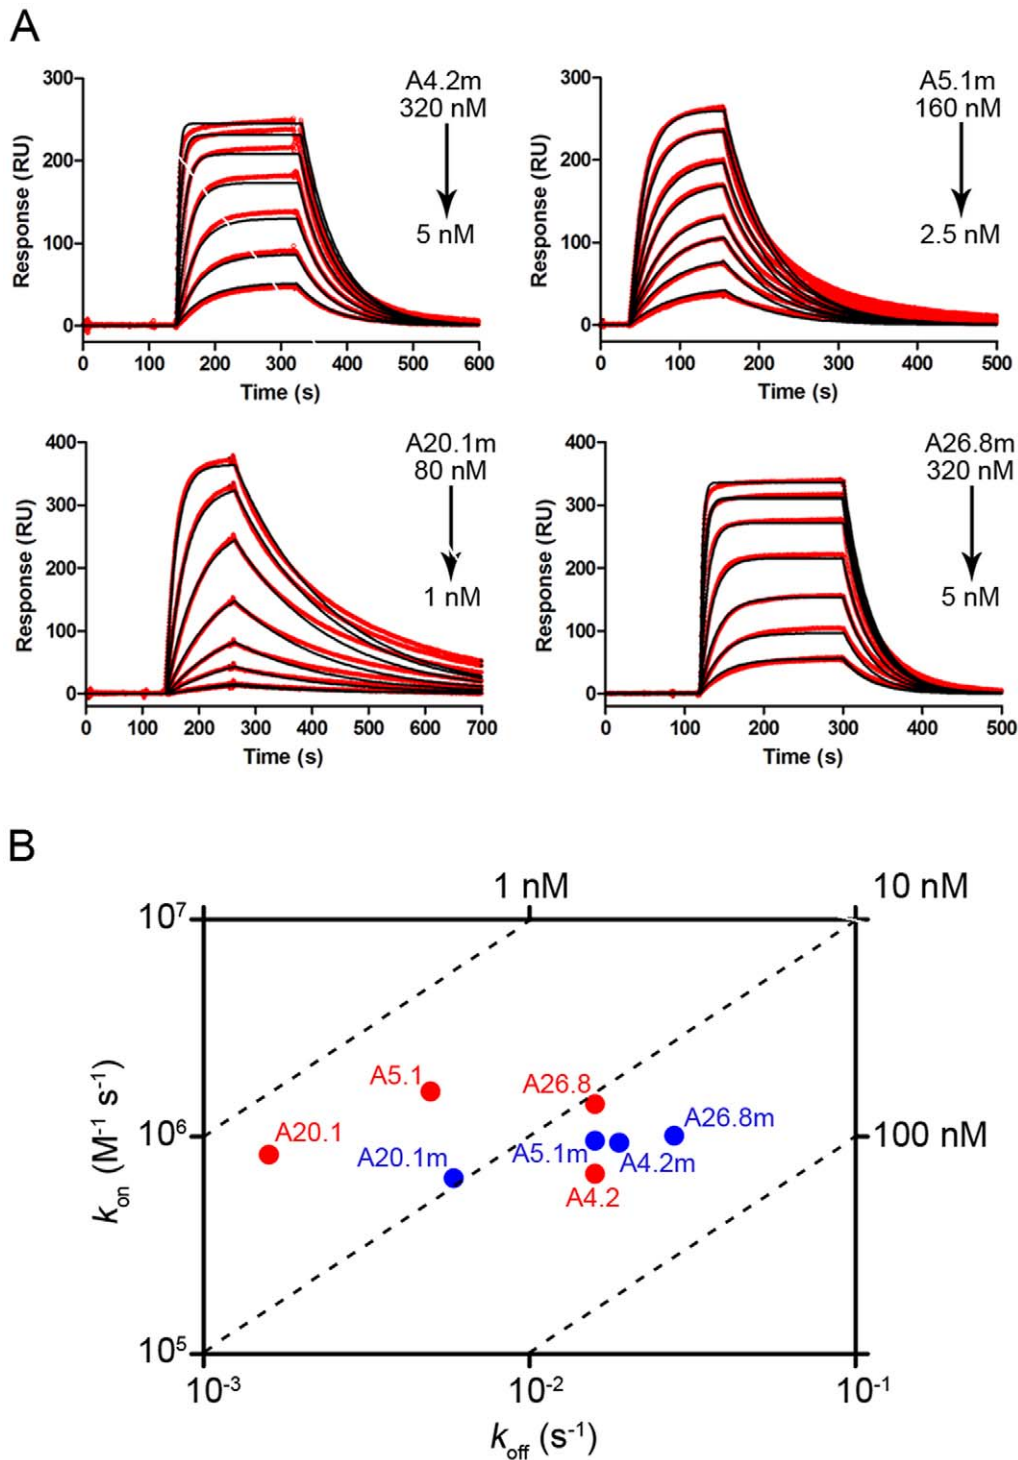 A
A4.2m
320 nM
5 nM
300
200
100
0
Response (RU)
0 100 200 300 400 500 600
Time (s)
A5.1m
160 nM
2.5 nM
300
200
100
0
Response (RU)
0 100 200 300 400 500
Time (s)
A20.1m
80 nM
1 nM
400
300
200
100
0
Response (RU)
0 100 200 300 400 500 600 700
Time (s)
A26.8m
320 nM
5 nM
400
300
200
100
0
Response (RU)
0 100 200 300 400 500
Time (s)
B
1 nM 10 nM
10⁷
A5.1 A26.8
A26.8m
10⁶ A20.1 100 nM
A20.1m A5.1m A4.2m
A4.2
10⁵
kon (M⁻¹ s⁻¹)
10⁻³ 10⁻² 10⁻¹
koff (s⁻¹)